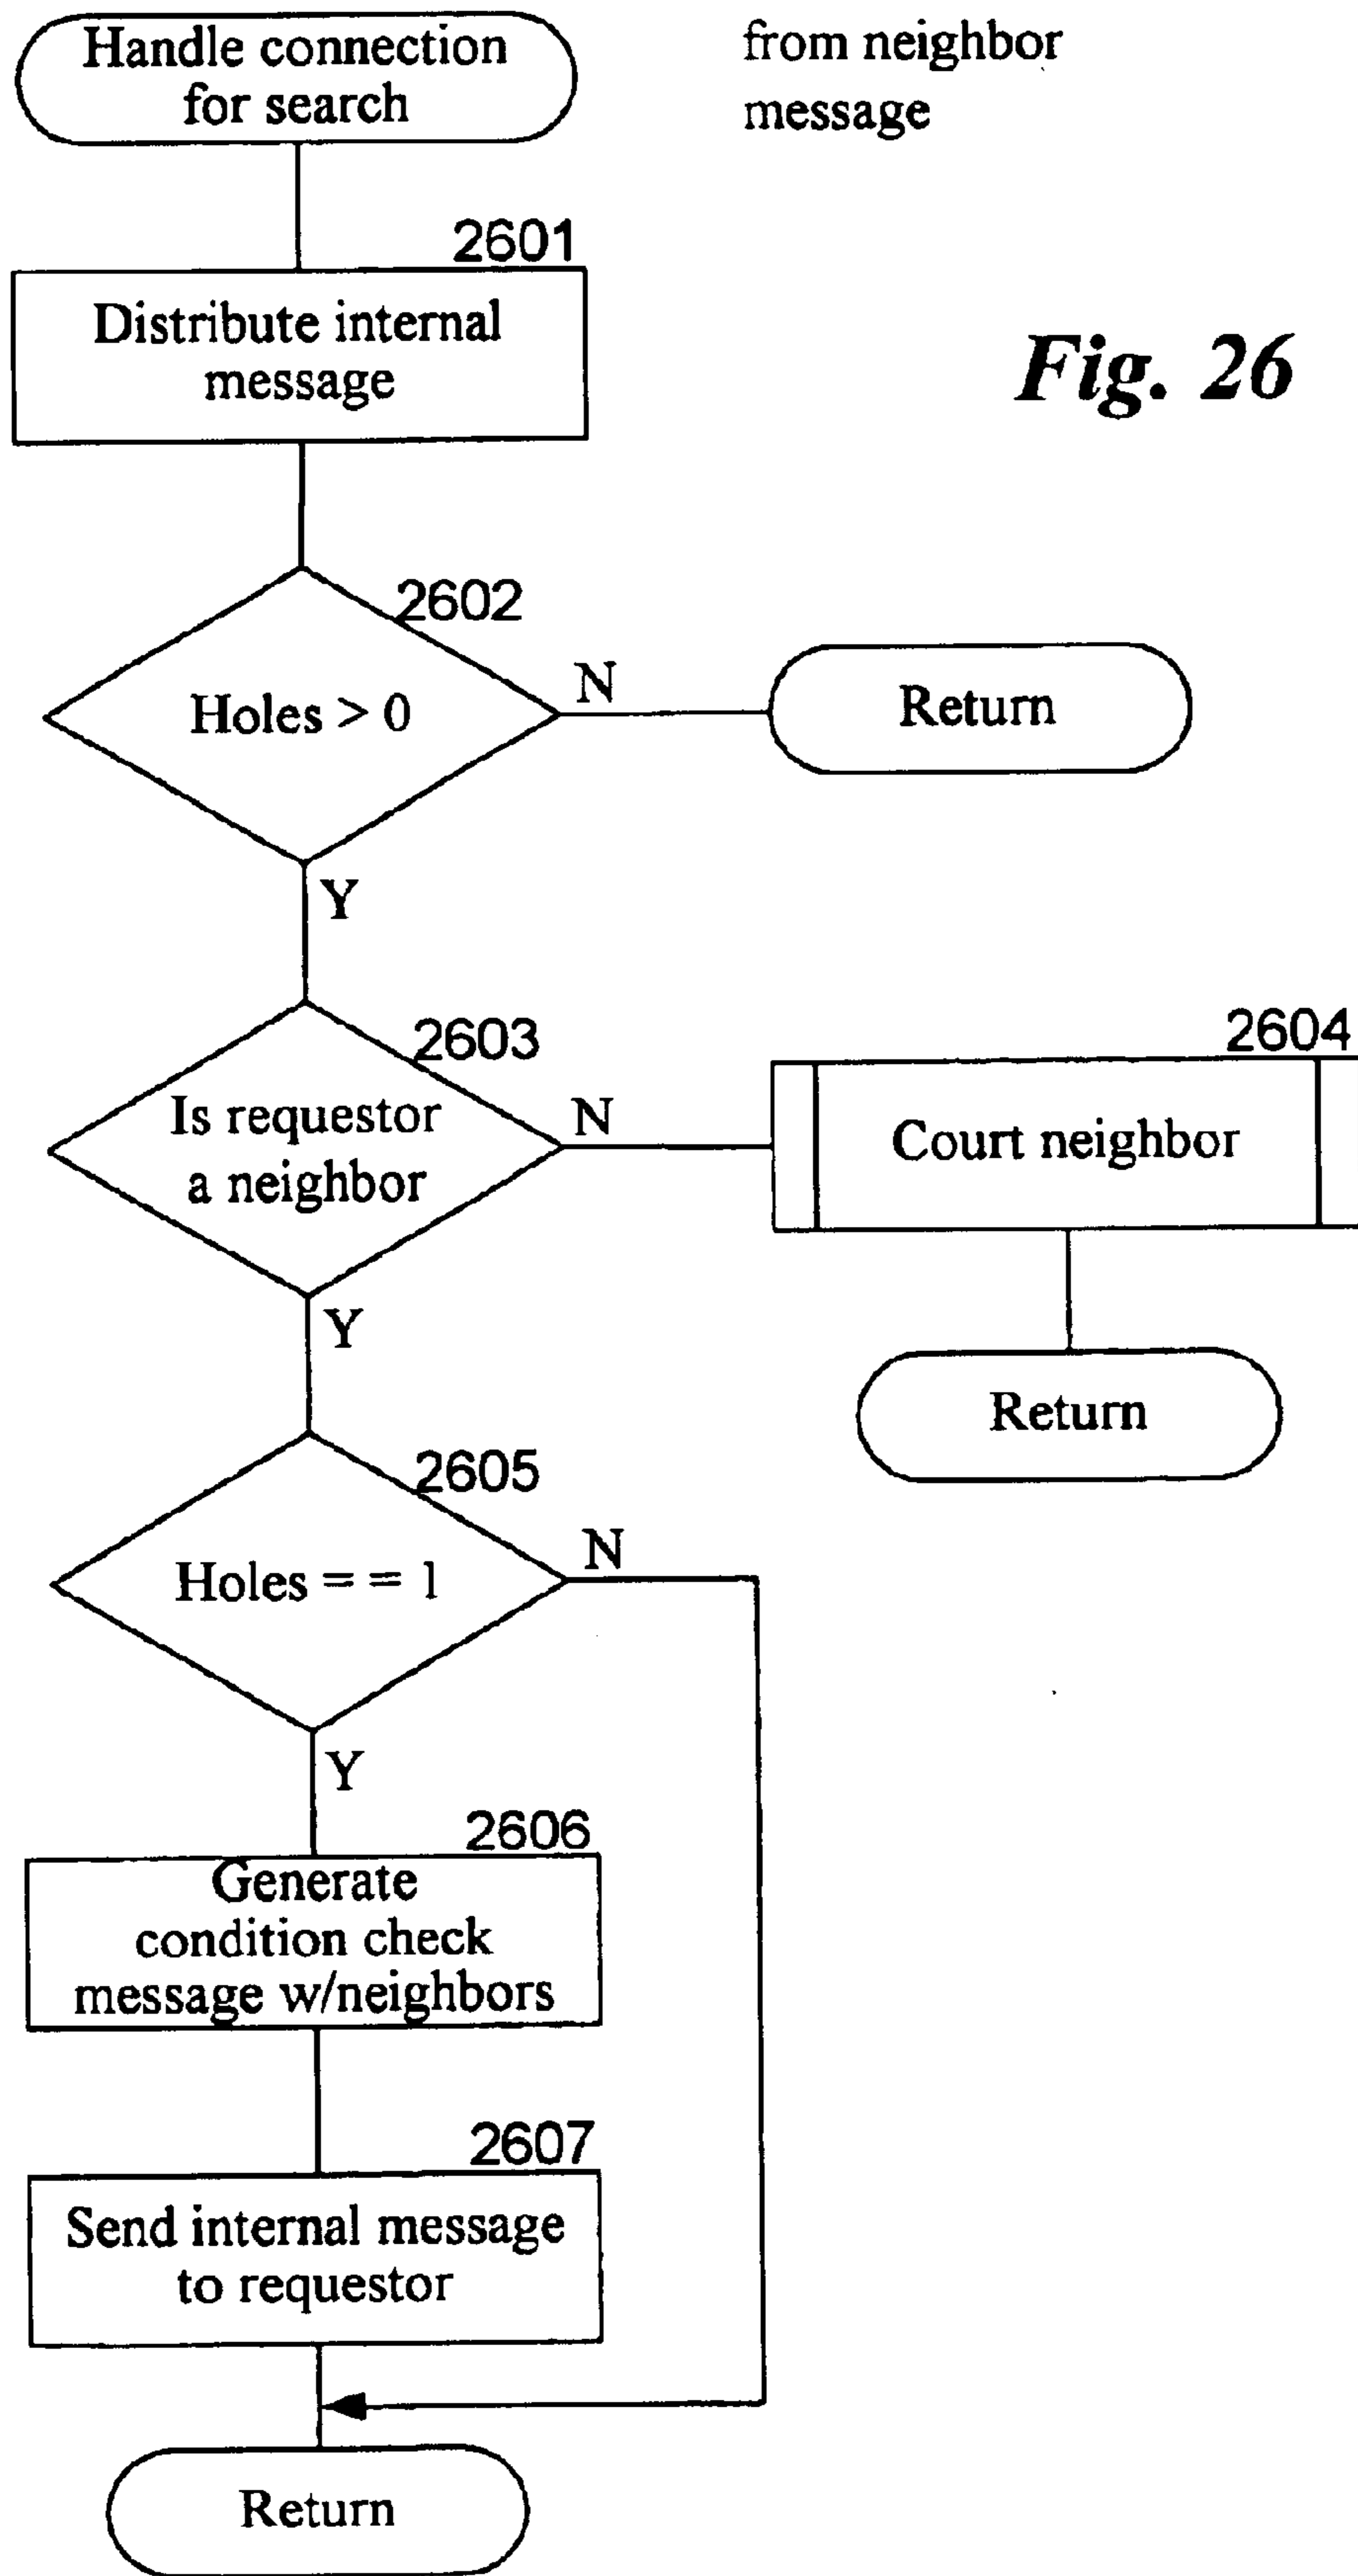 Handle connection
for search
from neighbor
message
2601
Distribute internal
message
Fig. 26
2602
Holes > 0
N
Return
Y
2603
Is requestor
a neighbor
N
2604
Court neighbor
Y
Return
2605
Holes = = 1
N
Y
2606
Generate
condition check
message w/neighbors
2607
Send internal message
to requestor
Return